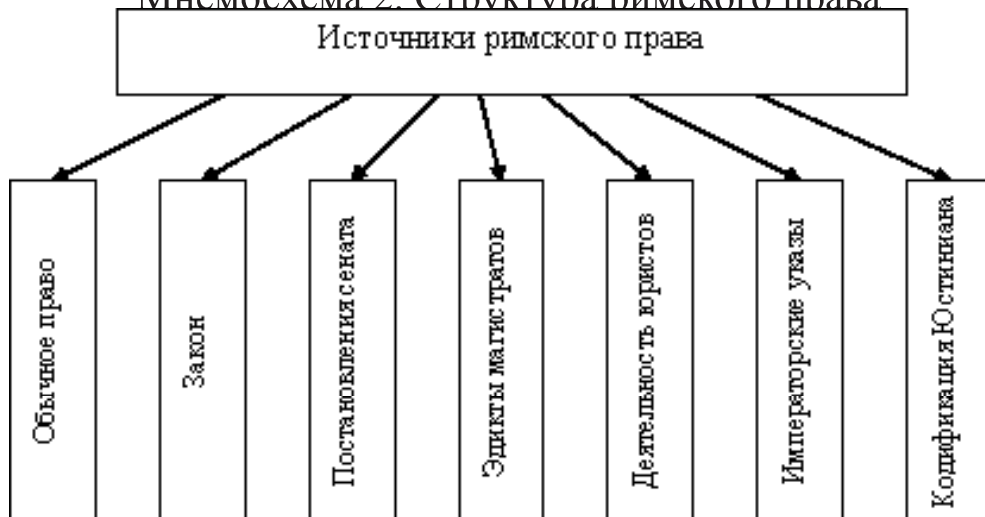 Мнемосхема 2. Структура римского права
Источники римского права
Обычное право
Закон
Постановления сената
Эдикты магистратов
Деятельность юристов
Императорские указы
Кодификация Юстиниана